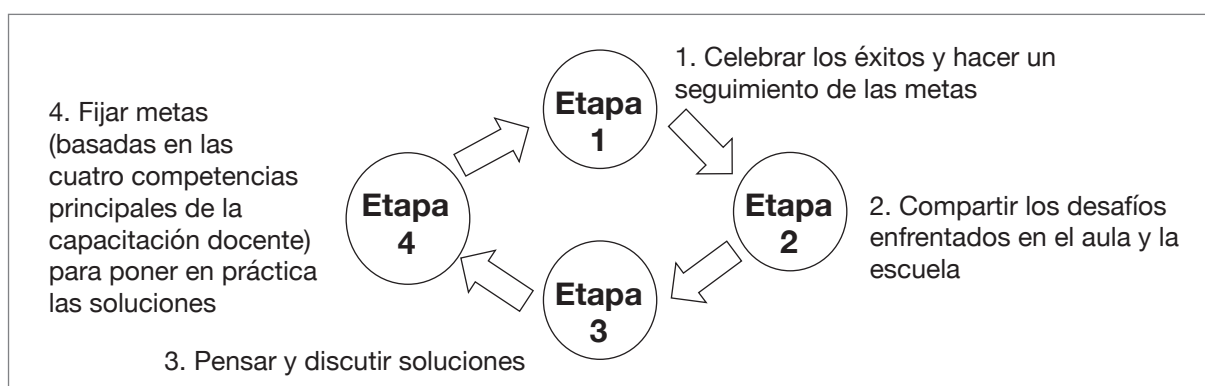 Etapa
1
1. Celebrar los éxitos y hacer un
seguimiento de las metas
Etapa
2
2. Compartir los desafíos
enfrentados en el aula y la
escuela
Etapa
3
3. Pensar y discutir soluciones
Etapa
4
4. Fijar metas
(basadas en las
cuatro competencias
principales de la
capacitación docente)
para poner en práctica
las soluciones